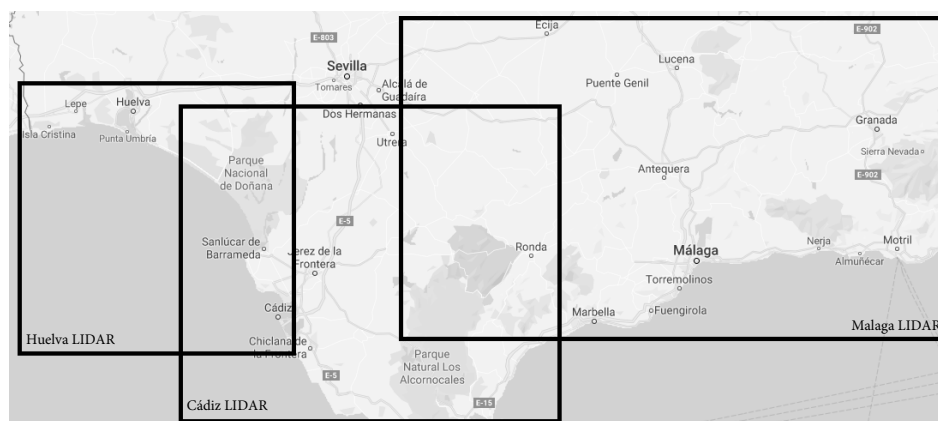 Ecija
E-902
E-803
Sevilla
Tomares
Lucena
Puente Genil
Alcalá de
Guadaíra
Lepe
Huelva
Dos Hermanas
Granada
Isla Cristina
Punta Umbría
Utrera
Sierra Nevada
Parque
Nacional
de Doñana
Antequera
E-902
E-5
Sanlúcar de
Barrameda
Jerez de la
Frontera
Ronda
Málaga
Nerja
Motril
Almuñécar
Torremolinos
Cádiz
Marbella
Fuengirola
Malaga LIDAR
Huelva LIDAR
Chiclana de
la Frontera
Parque
Natural Los
Alcornocales
E-5
E-15
Cádiz LIDAR